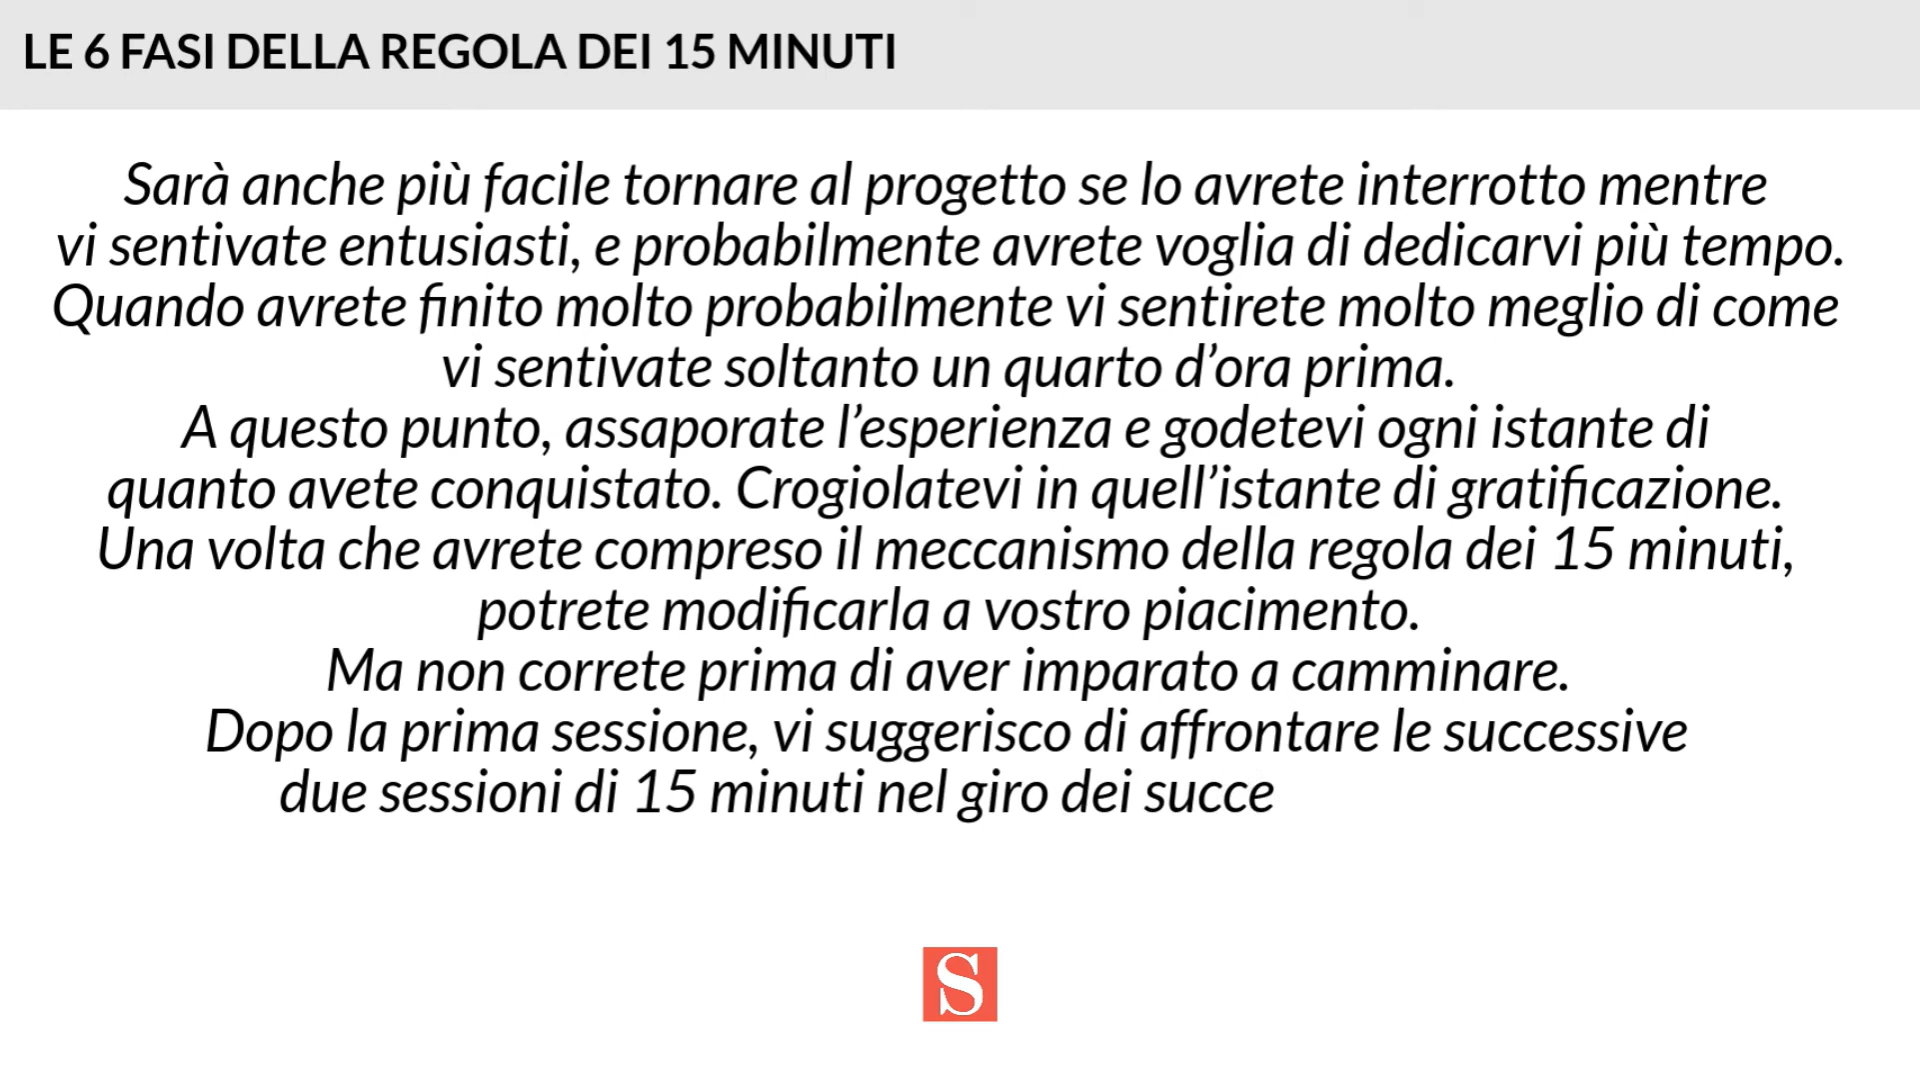 LE 6 FASI DELLA REGOLA DEI 15 MINUTI
Sarà anche più facile tornare al progetto se lo avrete interrotto mentre
vi sentivate entusiasti, e probabilmente avrete voglia di dedicarvi più tempo.
Quando avrete finito molto probabilmente vi sentirete molto meglio di come
vi sentivate soltanto un quarto d’ora prima.
A questo punto, assaporate l’esperienza e godetevi ogni istante di
quanto avete conquistato. Crogiolatevi in quell’istante di gratificazione.
Una volta che avrete compreso il meccanismo della regola dei 15 minuti,
potrete modificarla a vostro piacimento.
Ma non correte prima di aver imparato a camminare.
Dopo la prima sessione, vi suggerisco di affrontare le successive
due sessioni di 15 minuti nel giro dei succe
S